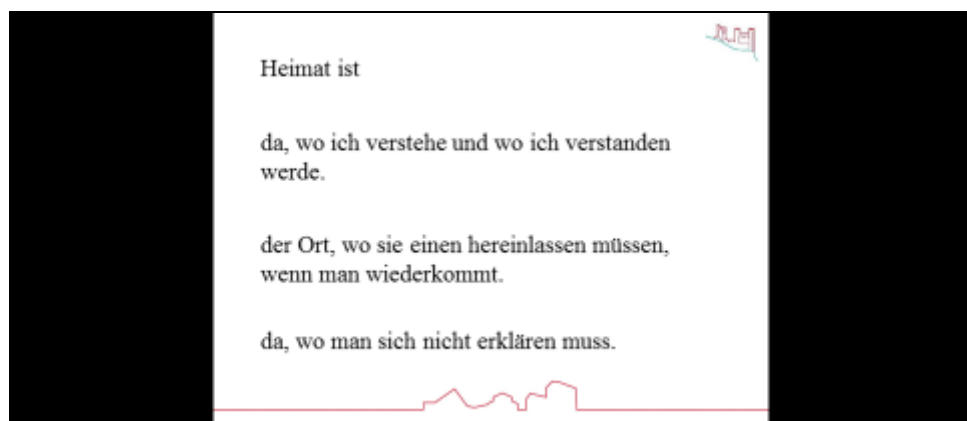 Heimat ist
da, wo ich verstehe und wo ich verstanden
werde.
der Ort, wo sie einen hereinlassen müssen,
wenn man wiederkommt.
da, wo man sich nicht erklären muss.